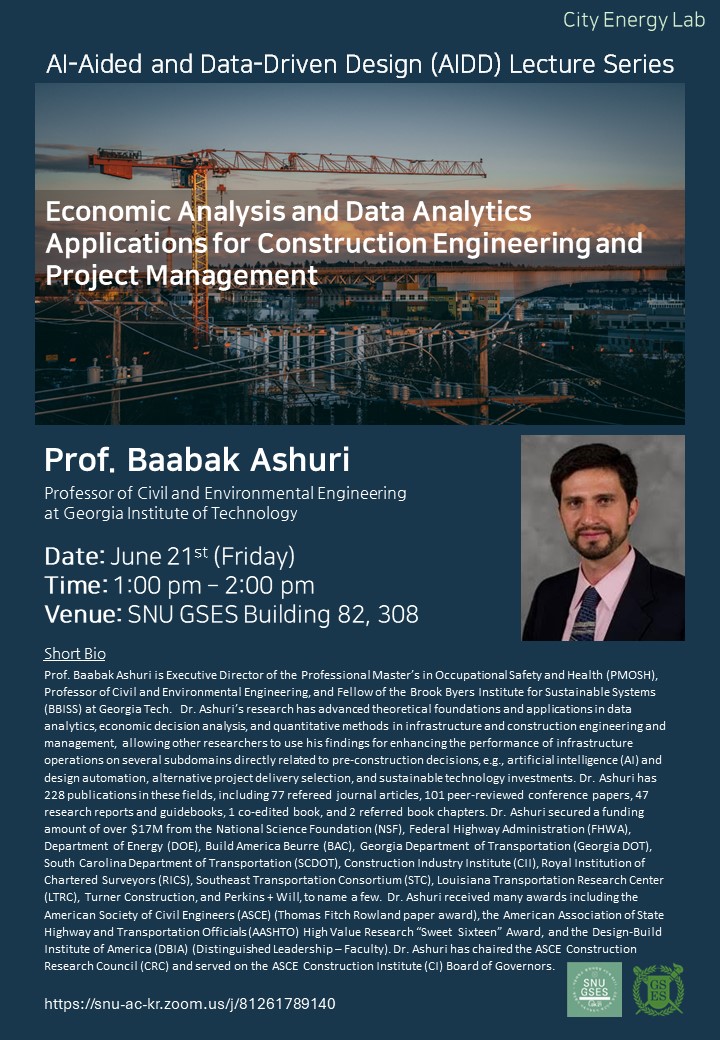 City Energy Lab
AI-Aided and Data-Driven Design (AIDD) Lecture Series
Economic Analysis and Data Analytics
Applications for Construction Engineering and
Project Management
Prof. Baabak Ashuri
Professor of Civil and Environmental Engineering
at Georgia Institute of Technology
Date: June 21st (Friday)
Time: 1:00 pm – 2:00 pm
Venue: SNU GSES Building 82, 308
Short Bio
Prof. Baabak Ashuri is Executive Director of the Professional Master's in Occupational Safety and Health (PMOSH),
Professor of Civil and Environmental Engineering, and Fellow of the Brook Byers Institute for Sustainable Systems
(BBISS) at Georgia Tech. Dr. Ashuri's research has advanced theoretical foundations and applications in data
analytics, economic decision analysis, and quantitative methods in infrastructure and construction engineering and
management, allowing other researchers to use his findings for enhancing the performance of infrastructure
operations on several subdomains directly related to pre-construction decisions, e.g., artificial intelligence (AI) and
design automation, alternative project delivery selection, and sustainable technology investments. Dr. Ashuri has
228 publications in these fields, including 77 refereed journal articles, 101 peer-reviewed conference papers, 47
research reports and guidebooks, 1 co-edited book, and 2 referred book chapters. Dr. Ashuri secured a funding
amount of over $17M from the National Science Foundation (NSF), Federal Highway Administration (FHWA),
Department of Energy (DOE), Build America Beurre (BAC), Georgia Department of Transportation (Georgia DOT),
South Carolina Department of Transportation (SCDOT), Construction Industry Institute (CII), Royal Institution of
Chartered Surveyors (RICS), Southeast Transportation Consortium (STC), Louisiana Transportation Research Center
(LTRC), Turner Construction, and Perkins + Will, to name a few. Dr. Ashuri received many awards including the
American Society of Civil Engineers (ASCE) (Thomas Fitch Rowland paper award), the American Association of State
Highway and Transportation Officials (AASHTO) High Value Research “Sweet Sixteen” Award, and the Design-Build
Institute of America (DBIA) (Distinguished Leadership – Faculty). Dr. Ashuri has chaired the ASCE Construction
Research Council (CRC) and served on the ASCE Construction Institute (CI) Board of Governors.
SNU
GSES
GS
ES
https://snu-ac-kr.zoom.us/j/81261789140